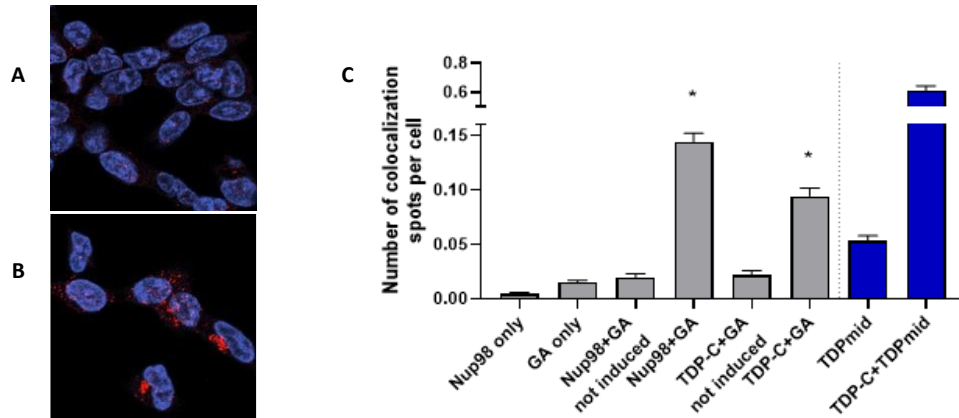 A
B
C
Number of colocalization
spots per cell
0.8
0.6
0.15
0.10
0.05
0.00
*
*
Nup98 only
GA only
Nup98+GA
not induced
Nup98+GA
TDP-C+GA
not induced
TDP-C+GA
TDPmid
TDP-C+TDPmid